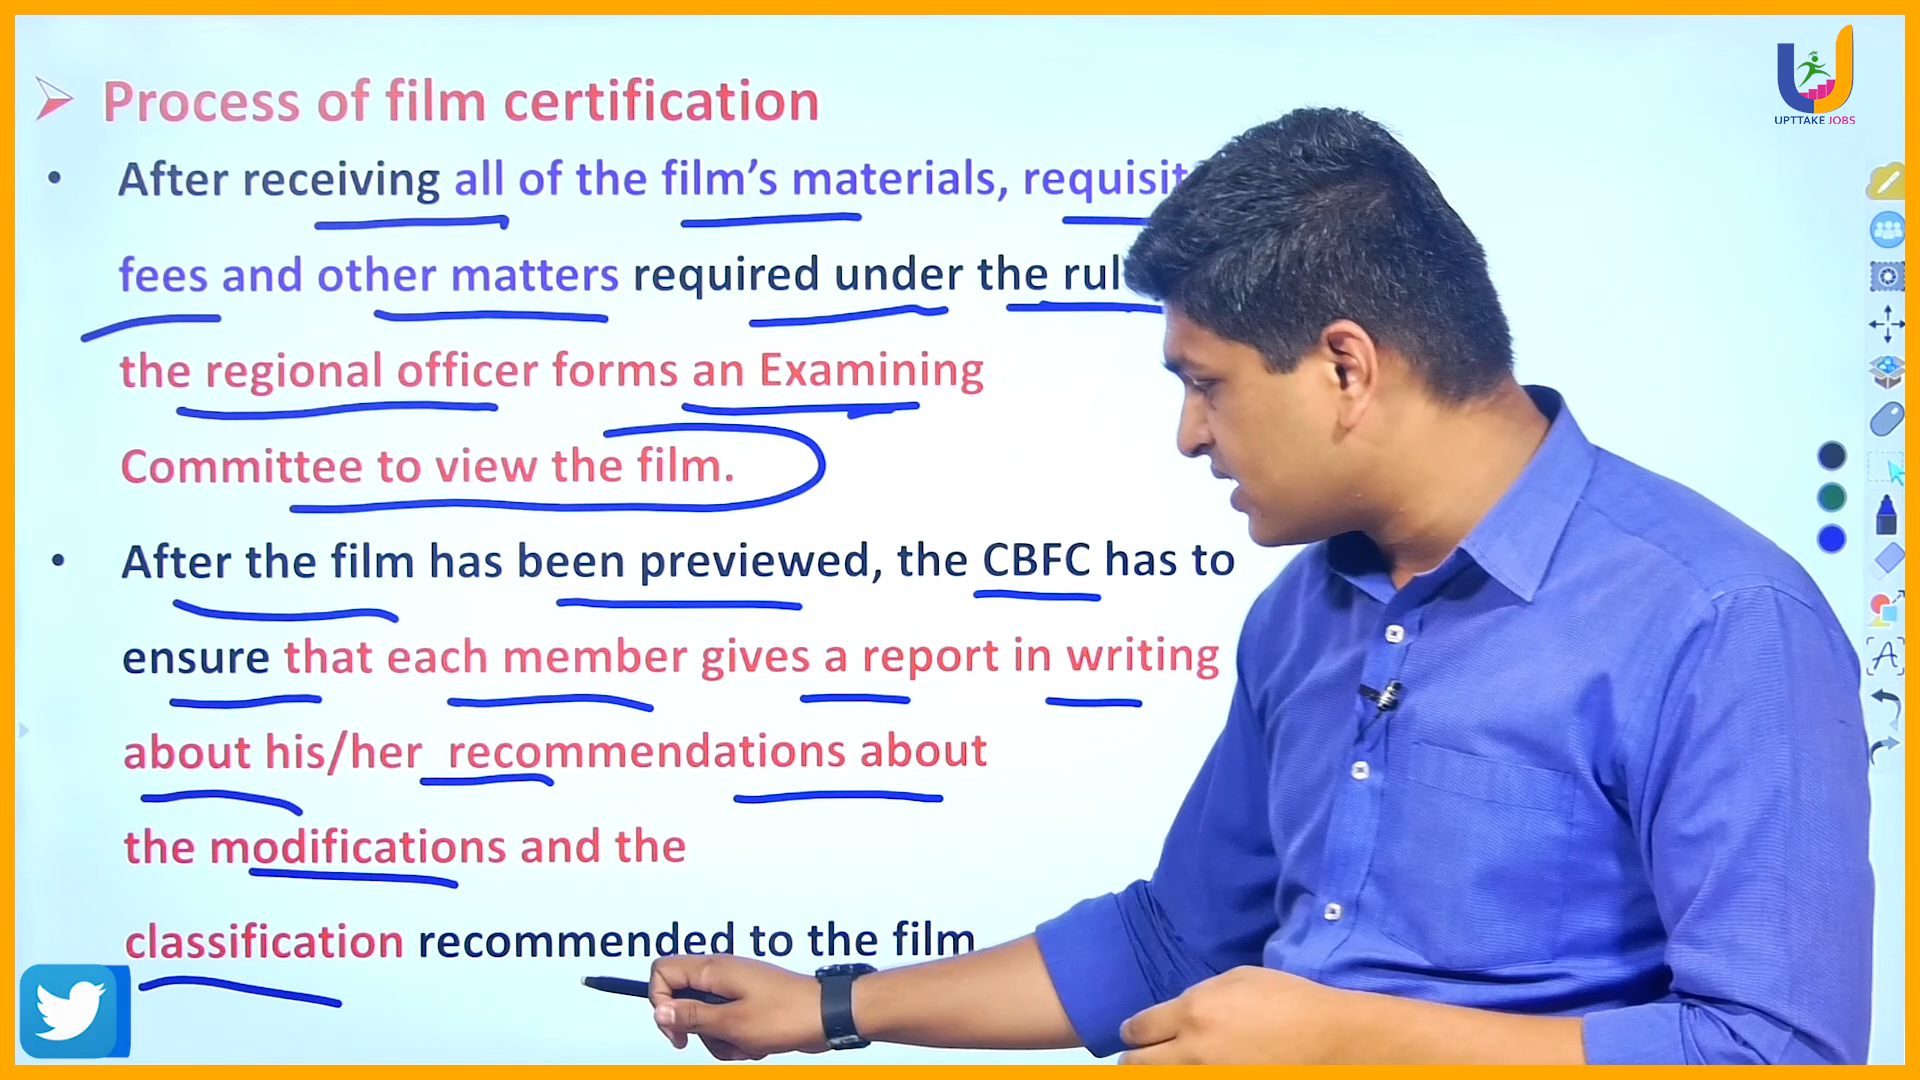 UPTTAKE JOBS
Process of film certification
• After receiving all of the film’s materials,
fees and other matters required under the
the regional officer forms an Examining
Committee to view the film.
• After the film has been previewed, the CBFC has to
ensure that each member gives a report in writing
about his/her recommendations about
the modifications and the
classification recommended to the film.